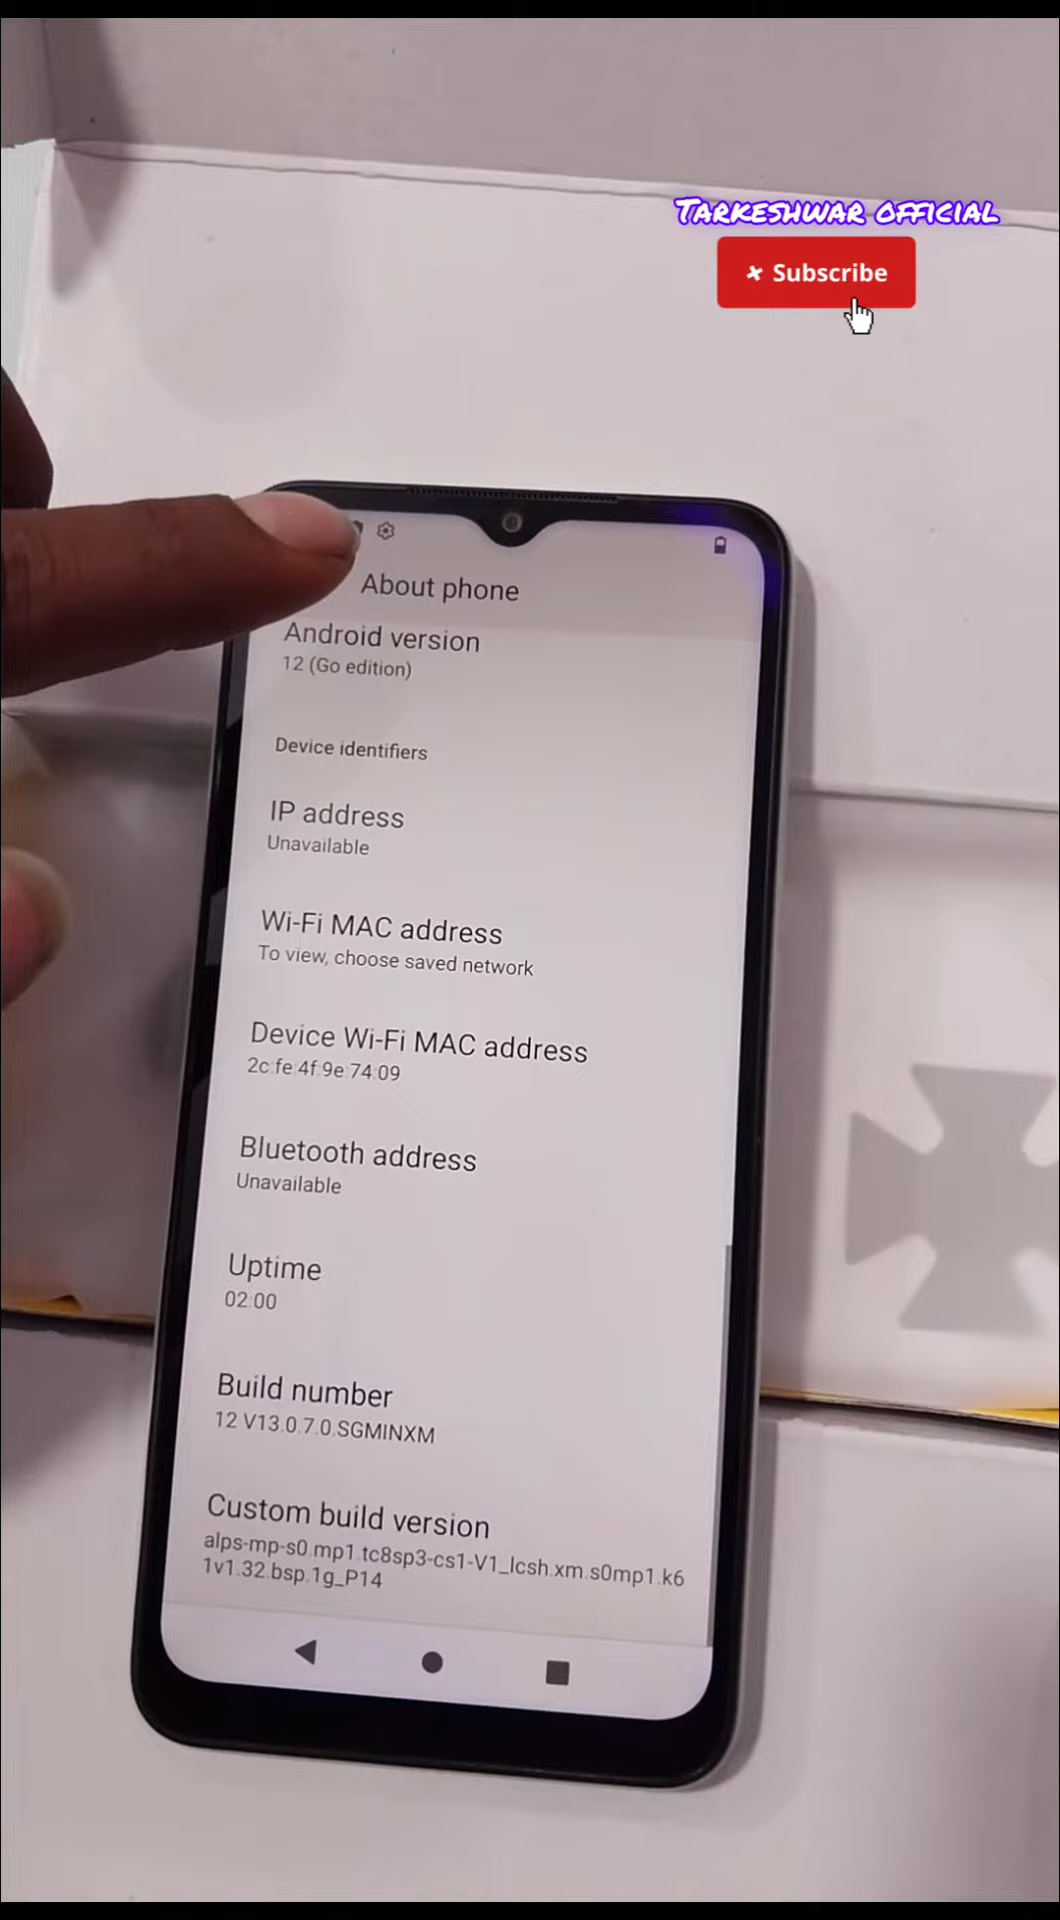 TARKESHWAR OFFICIAL
Subscribe
About phone
Android version
12 (Go edition)
Device identifiers
IP address
Unavailable
Wi-Fi MAC address
To view, choose saved network
Device Wi-Fi MAC address
2c:fe:4f:9e:74:09
Bluetooth address
Unavailable
Uptime
02:00
Build number
12 V13.0.7.0.SGMINXM
Custom build version
alps-mp-s0.mp1.tc8sp3-cs1-V1_lcsh.xm.s0mp1.k6
1v1.32.bsp.1g_P14